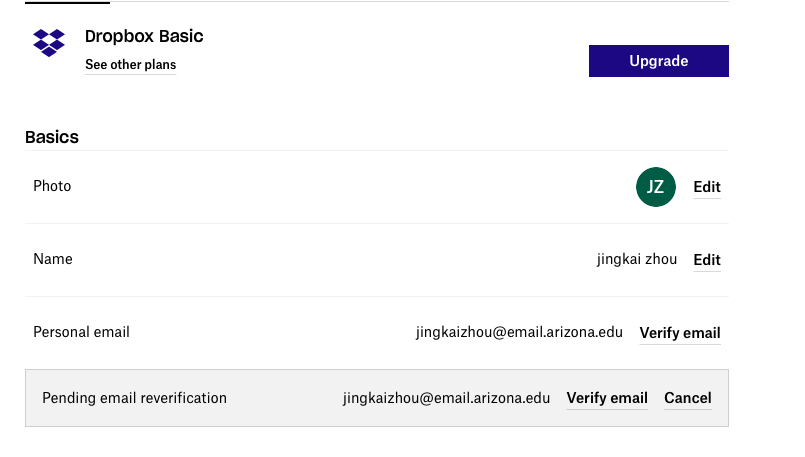 Dropbox Basic
See other plans
Upgrade
Basics
Photo JZ Edit
Name jingkai zhou Edit
Personal email jingkaizhou@email.arizona.edu Verify email
Pending email reverification jingkaizhou@email.arizona.edu Verify email Cancel